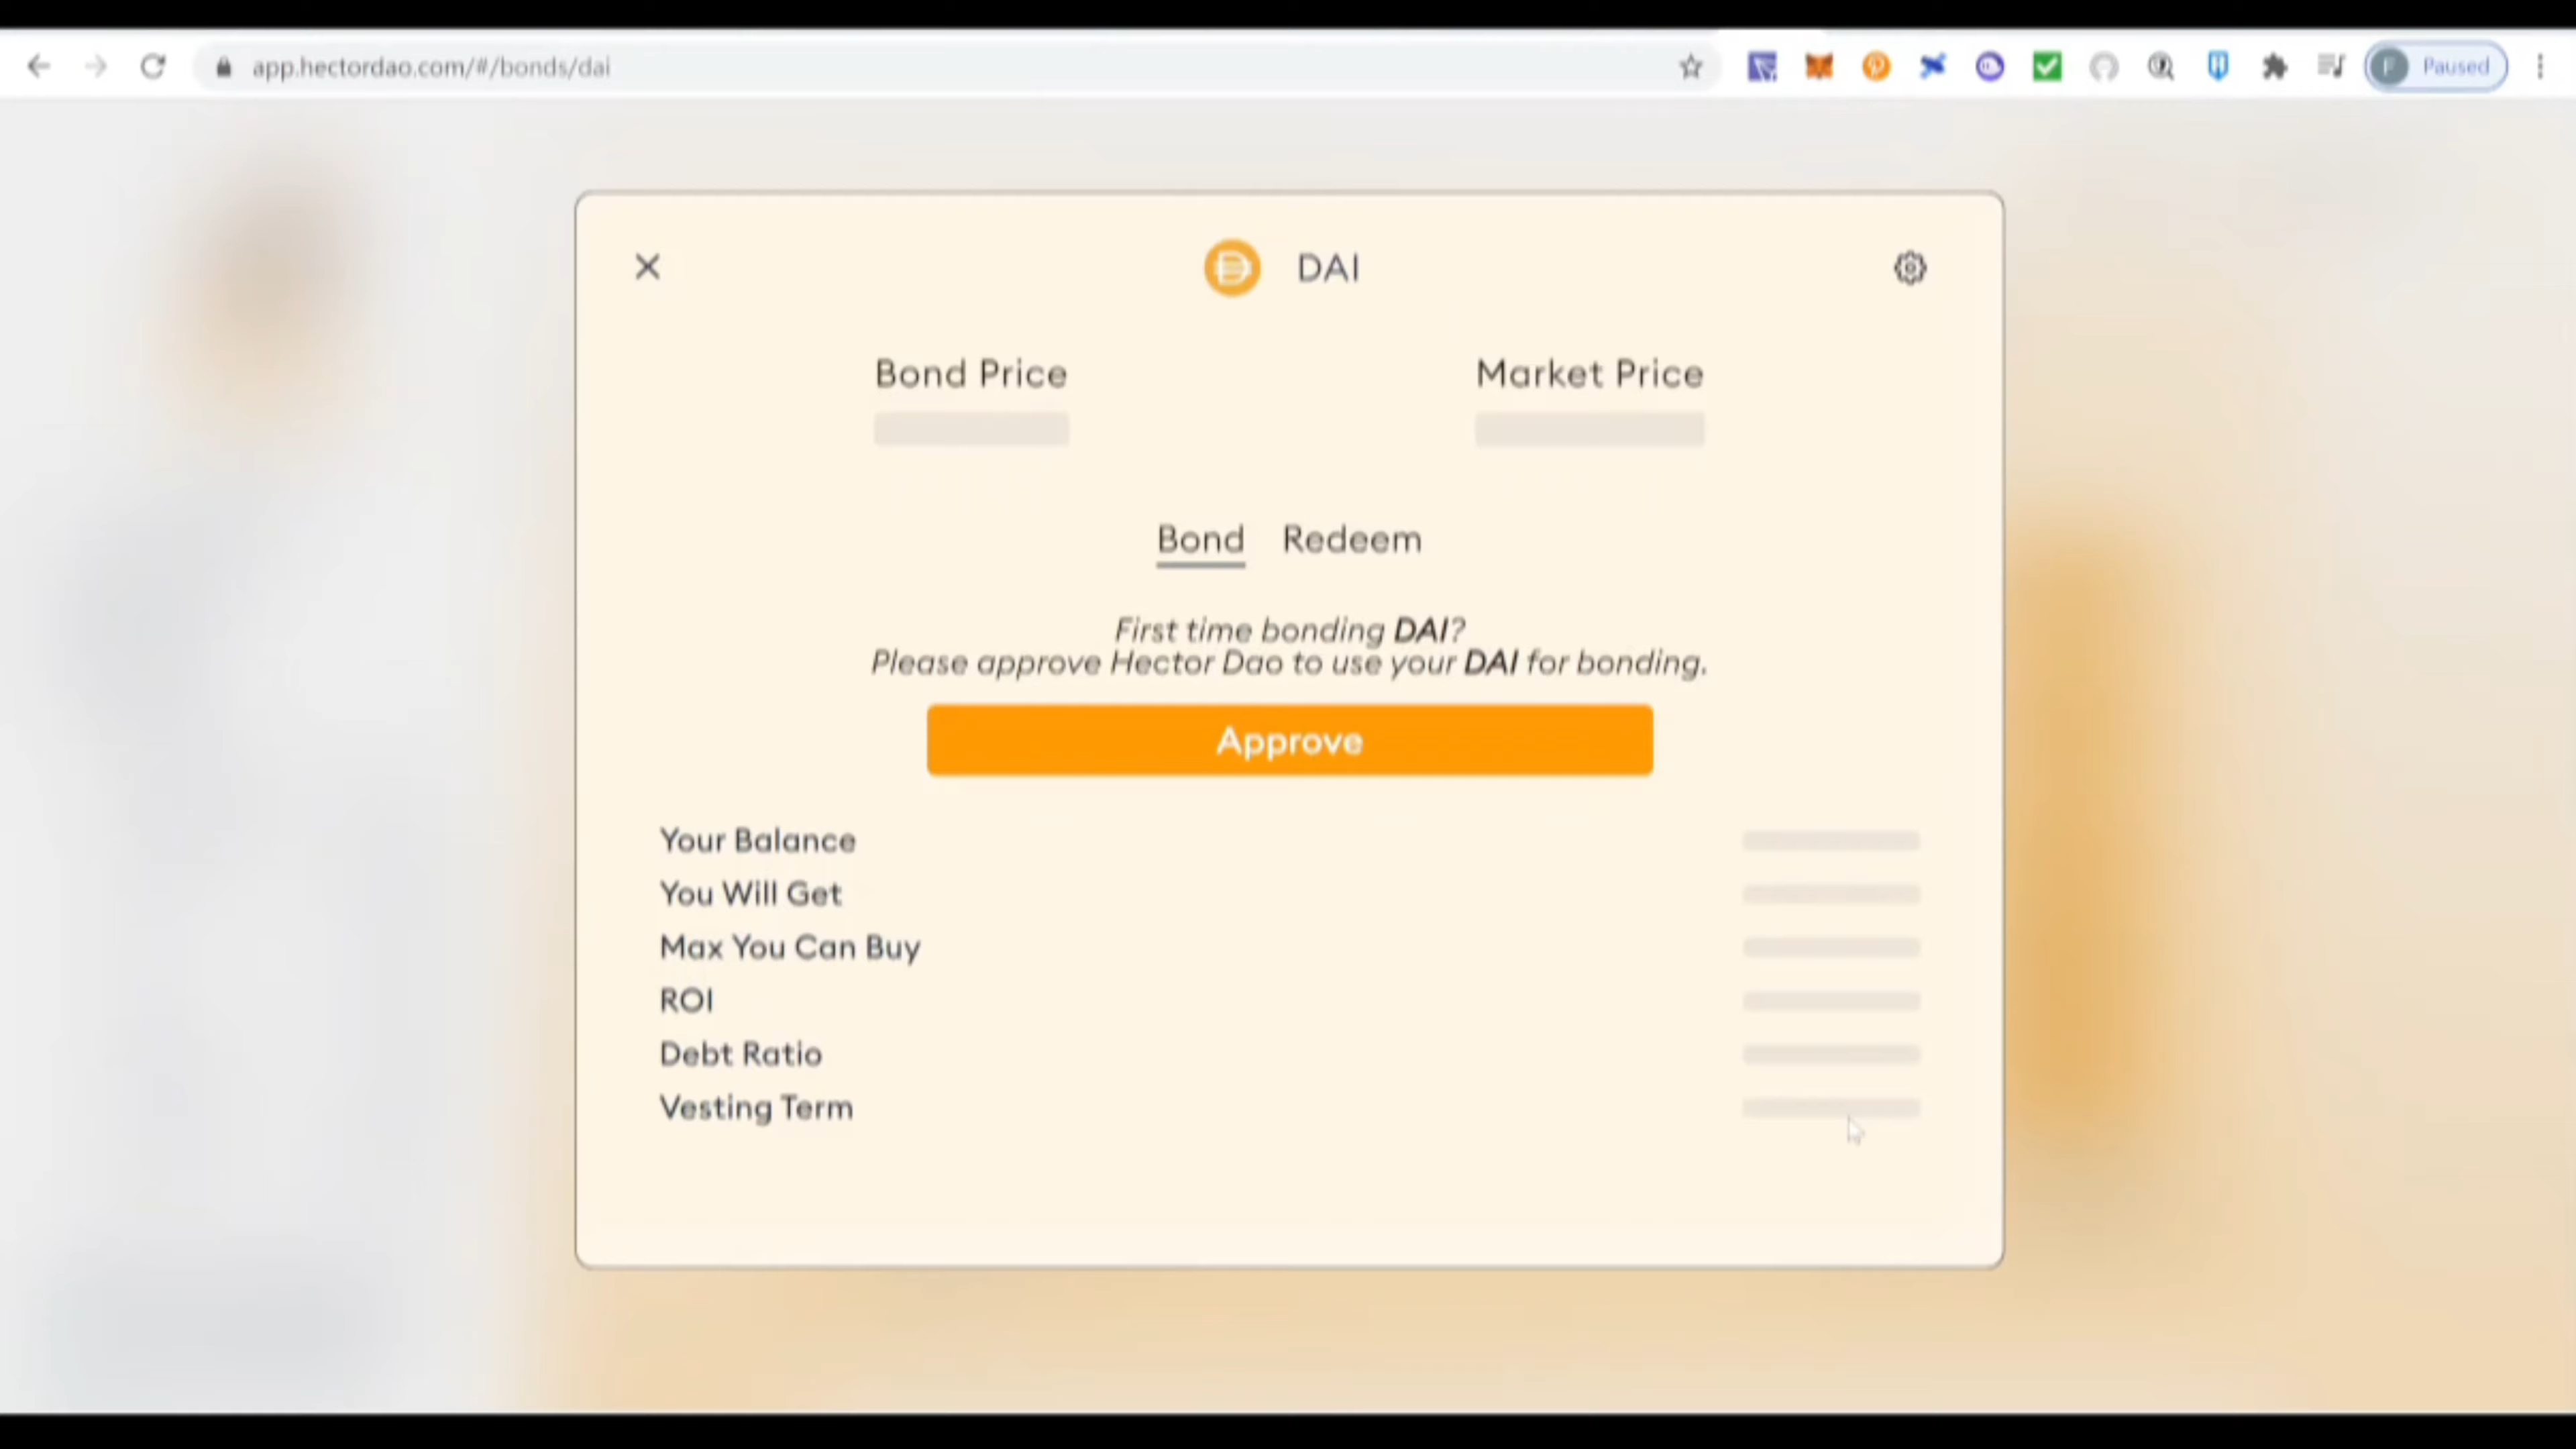 app.hectordao.com/#/bonds/dai
Paused
DAI
Bond Price
Market Price
Bond Redeem
First time bonding DAI?
Please approve Hector Dao to use your DAI for bonding.
Approve
Your Balance
You Will Get
Max You Can Buy
ROI
Debt Ratio
Vesting Term